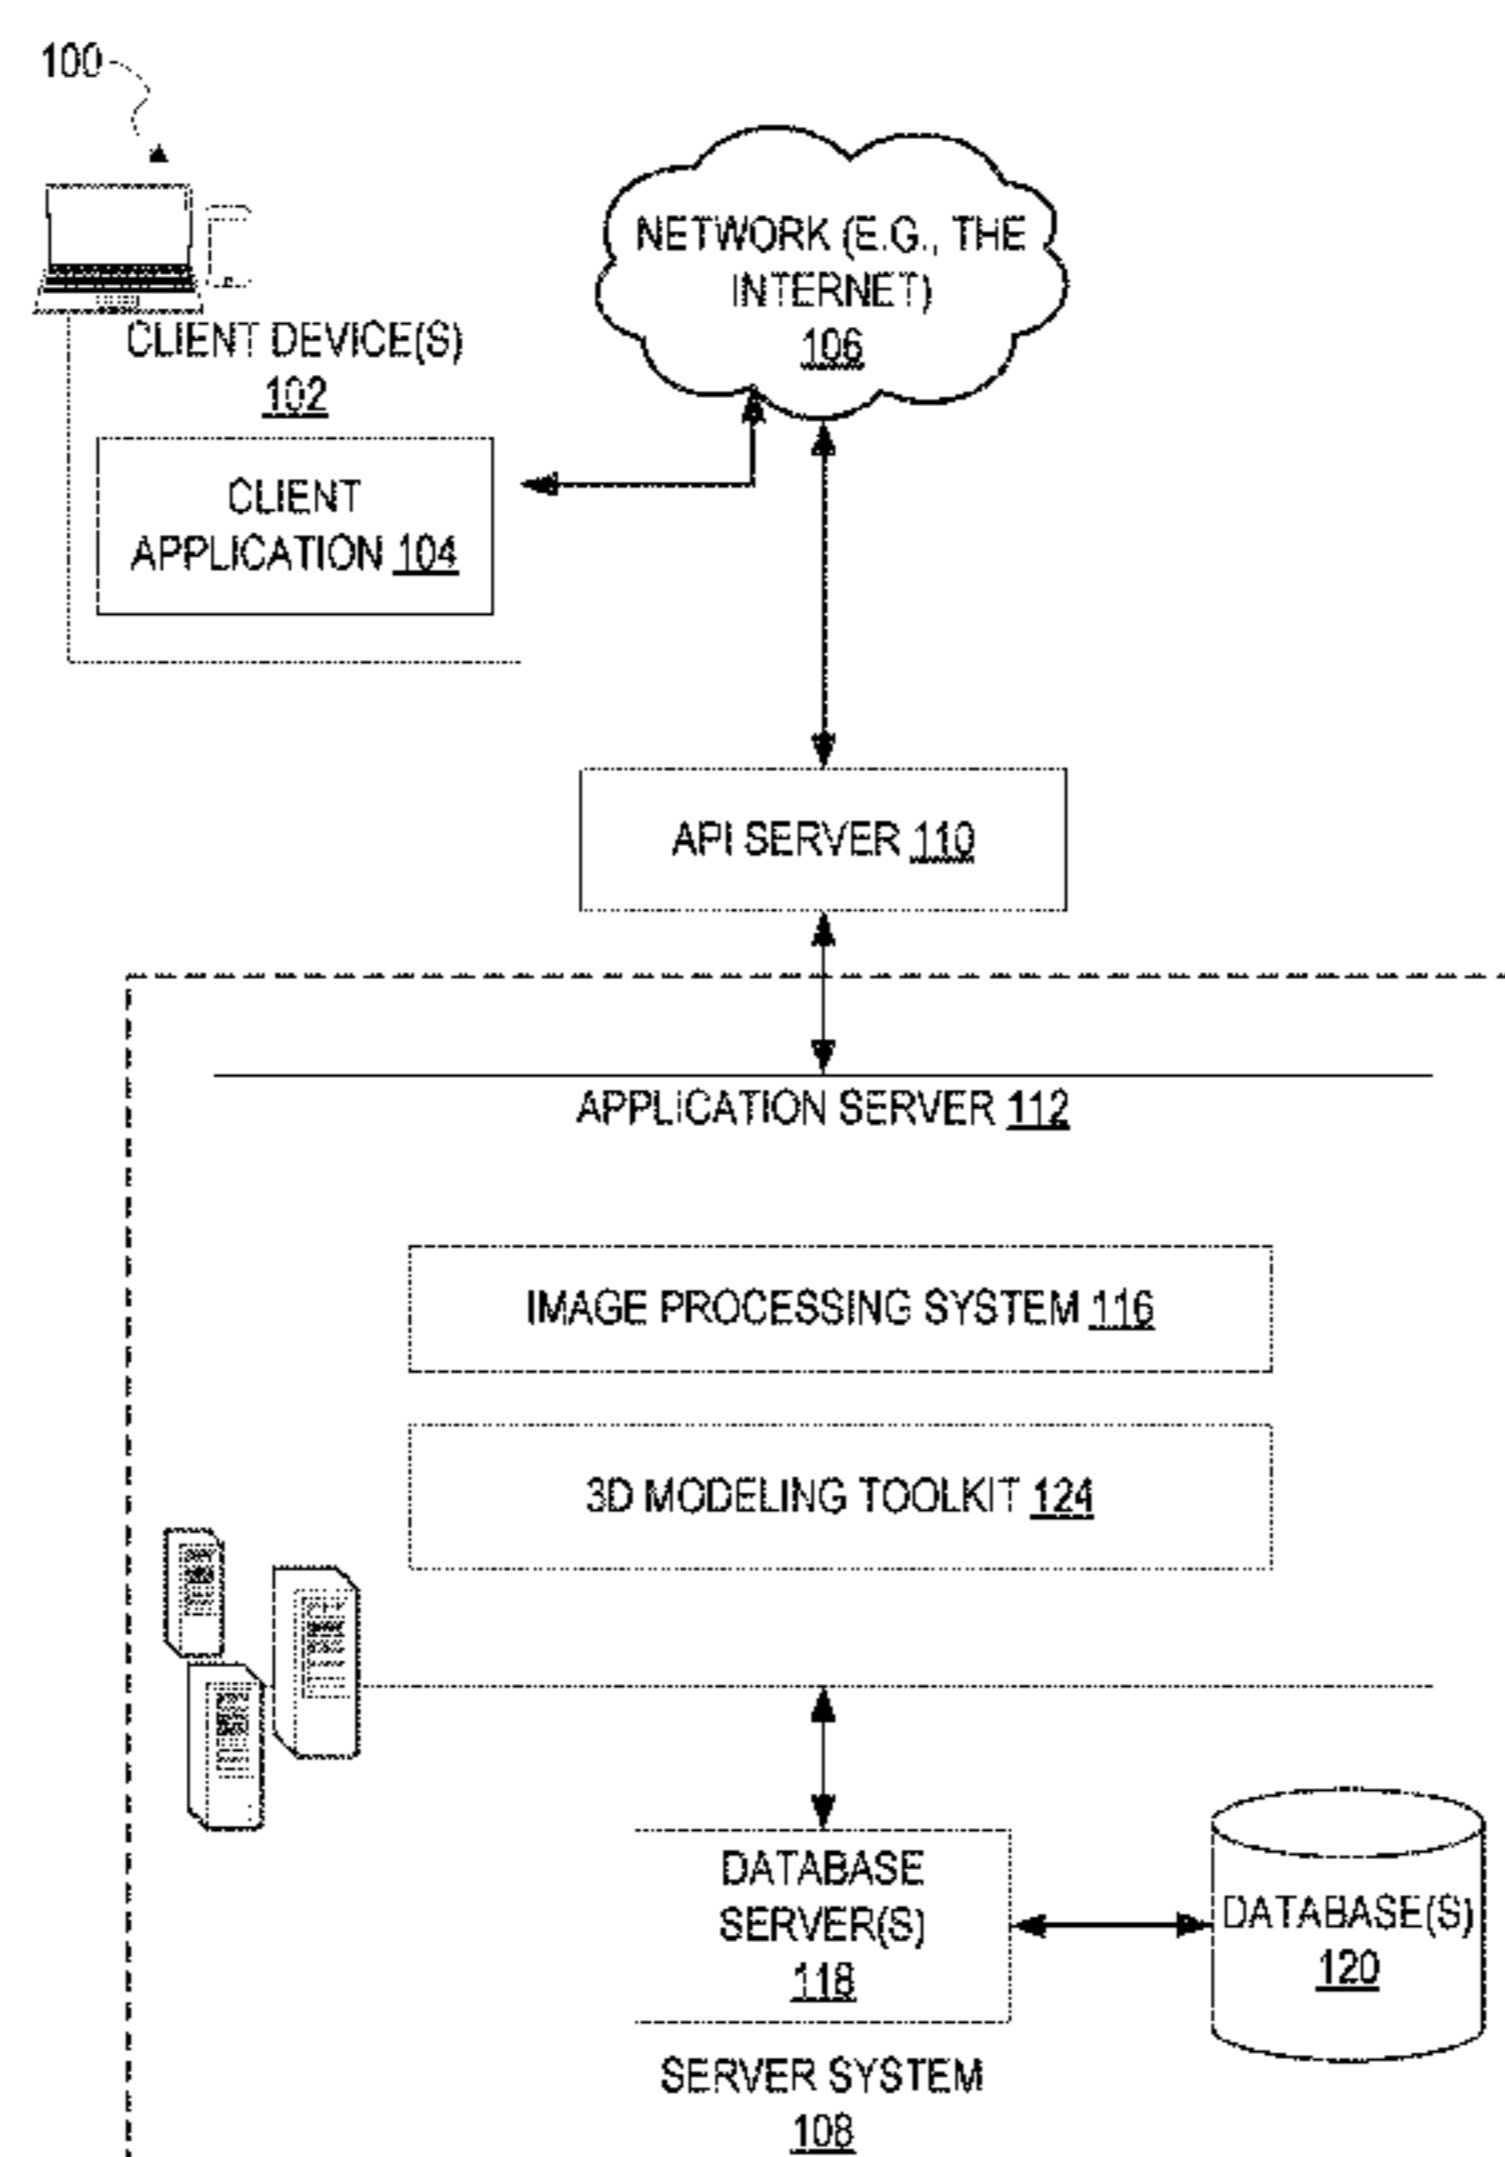 100
NETWORK (E.G., THE
INTERNET)
106
CLIENT DEVICE(S)
102
CLIENT
APPLICATION 104
API SERVER 110
APPLICATION SERVER 112
IMAGE PROCESSING SYSTEM 116
3D MODELING TOOLKIT 124
DATABASE
SERVER(S)
118
DATABASE(S)
120
SERVER SYSTEM
108